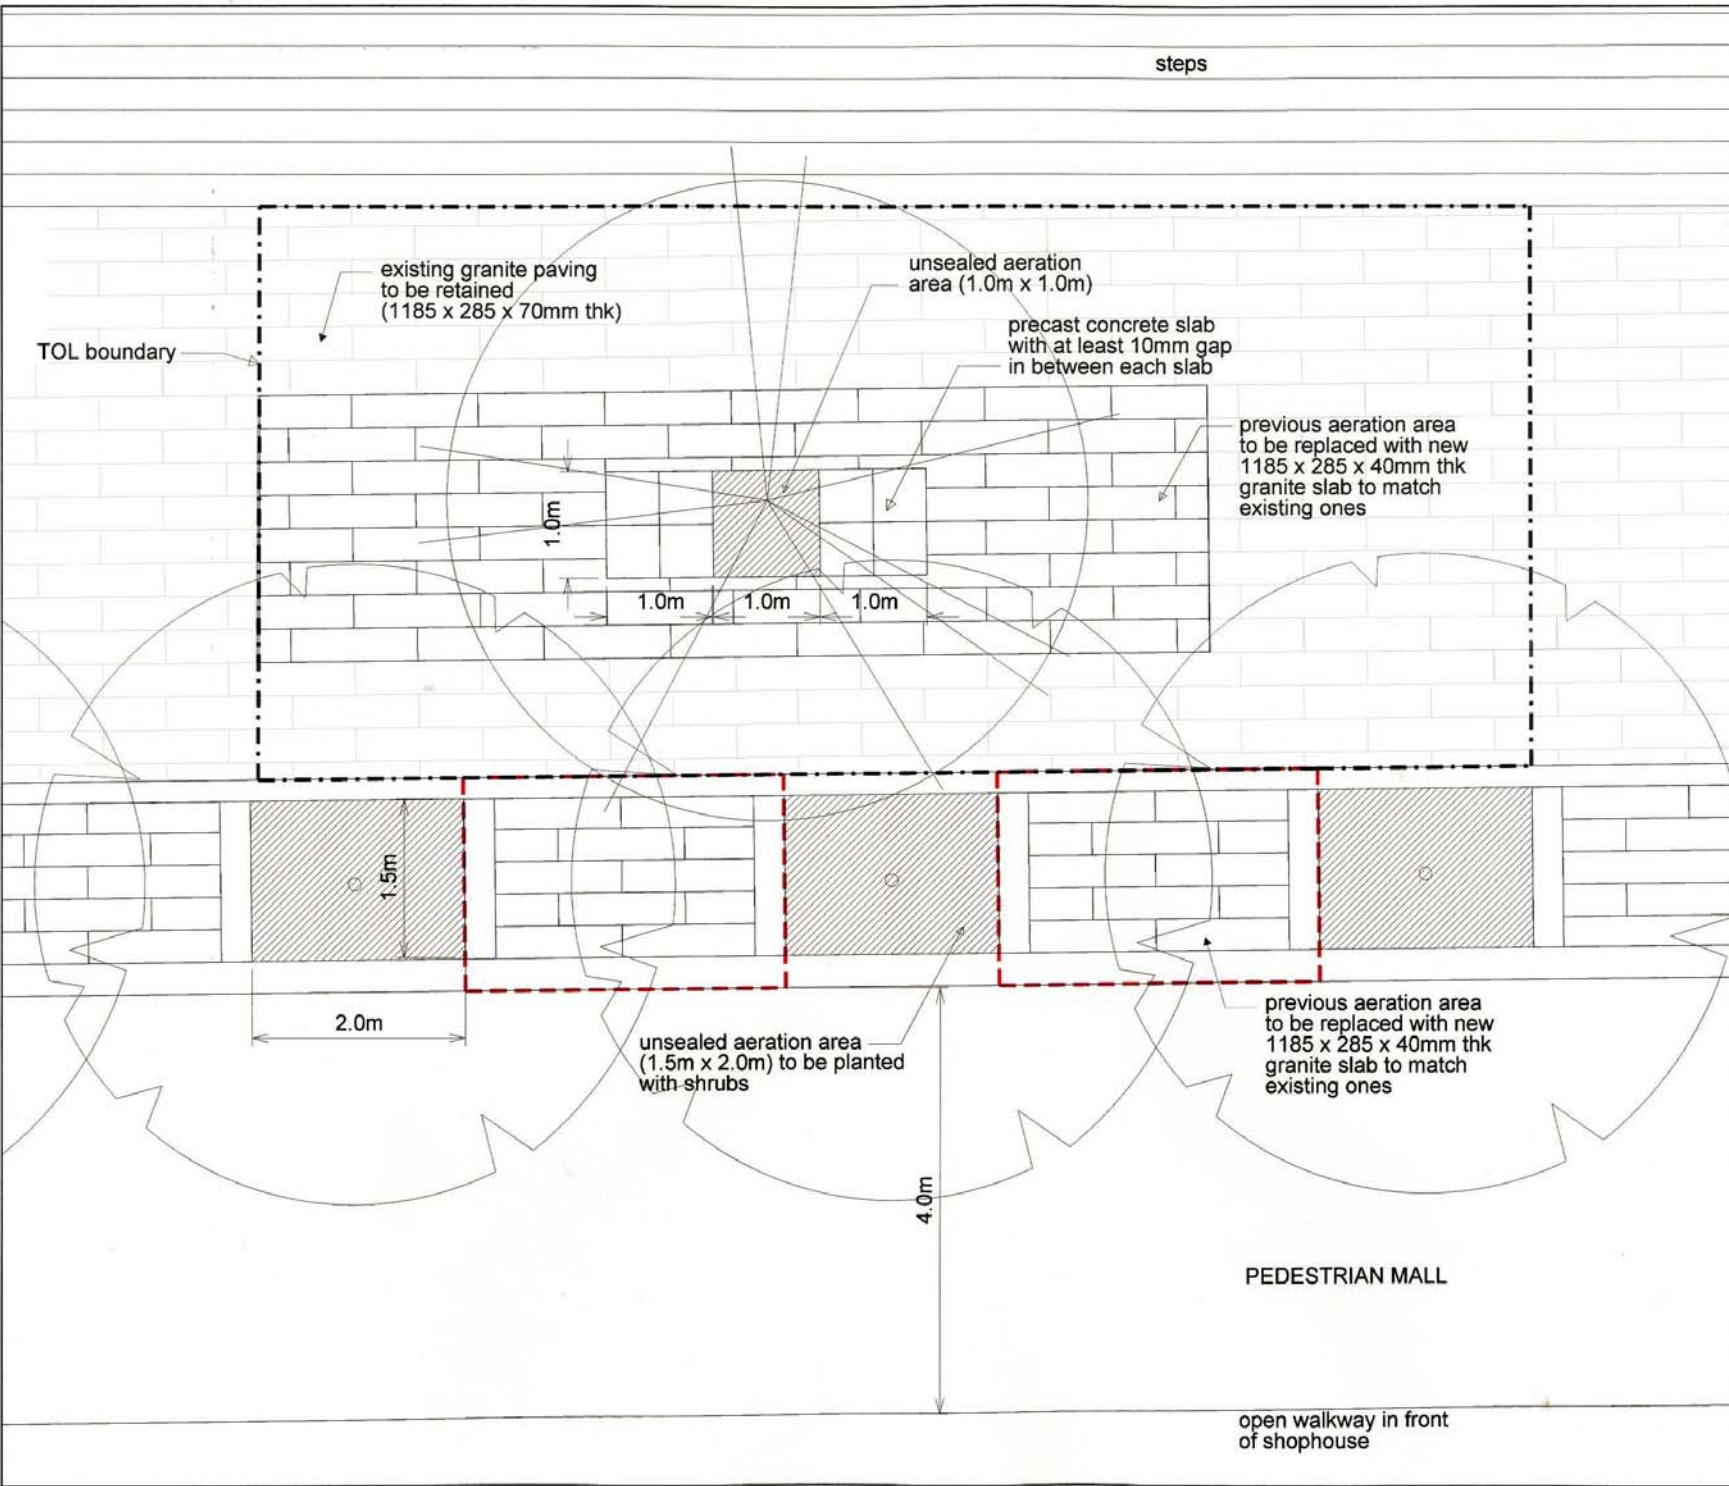 steps
existing granite paving
to be retained
(1185 x 285 x 70mm thk)
unsealed aeration
area (1.0m x 1.0m)
precast concrete slab
with at least 10mm gap
in between each slab
TOL boundary
previous aeration area
to be replaced with new
1185 x 285 x 40mm thk
granite slab to match
existing ones
1.0m
1.0m
1.0m
1.0m
1.5m
2.0m
unsealed aeration area
(1.5m x 2.0m) to be planted
with shrubs
previous aeration area
to be replaced with new
1185 x 285 x 40mm thk
granite slab to match
existing ones
4.0m
PEDESTRIAN MALL
open walkway in front
of shophouse